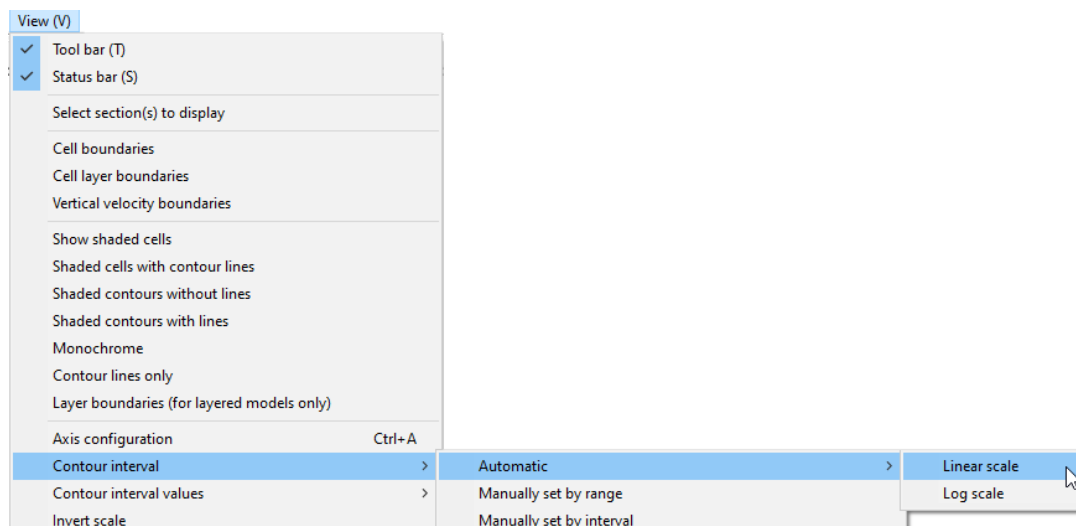 View (V)
Tool bar (T)
Status bar (S)
Select section(s) to display
Cell boundaries
Cell layer boundaries
Vertical velocity boundaries
Show shaded cells
Shaded cells with contour lines
Shaded contours without lines
Shaded contours with lines
Monochrome
Contour lines only
Layer boundaries (for layered models only)
Axis configuration Ctrl+A
Contour interval Automatic Linear scale
Contour interval values Manually set by range Log scale
Invert scale Manually set by interval